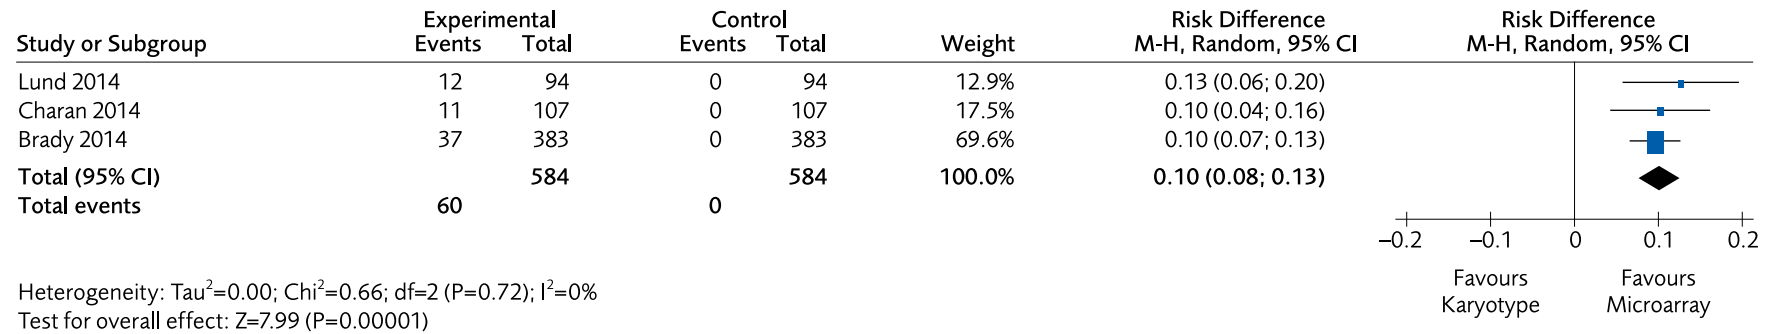 Experimental Control Risk Difference Risk Difference
Study or Subgroup Events Total Events Total Weight M-H, Random, 95% CI M-H, Random, 95% CI
Lund 2014 12 94 0 94 12.9% 0.13 (0.06; 0.20)
Charan 2014 11 107 0 107 17.5% 0.10 (0.04; 0.16)
Brady 2014 37 383 0 383 69.6% 0.10 (0.07; 0.13)
Total (95% CI) 584 584 100.0% 0.10 (0.08; 0.13)
Total events 60 0
−0.2 −0.1 0 0.1 0.2
Favours Favours
Karyotype Microarray
Heterogeneity: Tau²=0.00; Chi²=0.66; df=2 (P=0.72); I²=0%
Test for overall effect: Z=7.99 (P=0.00001)